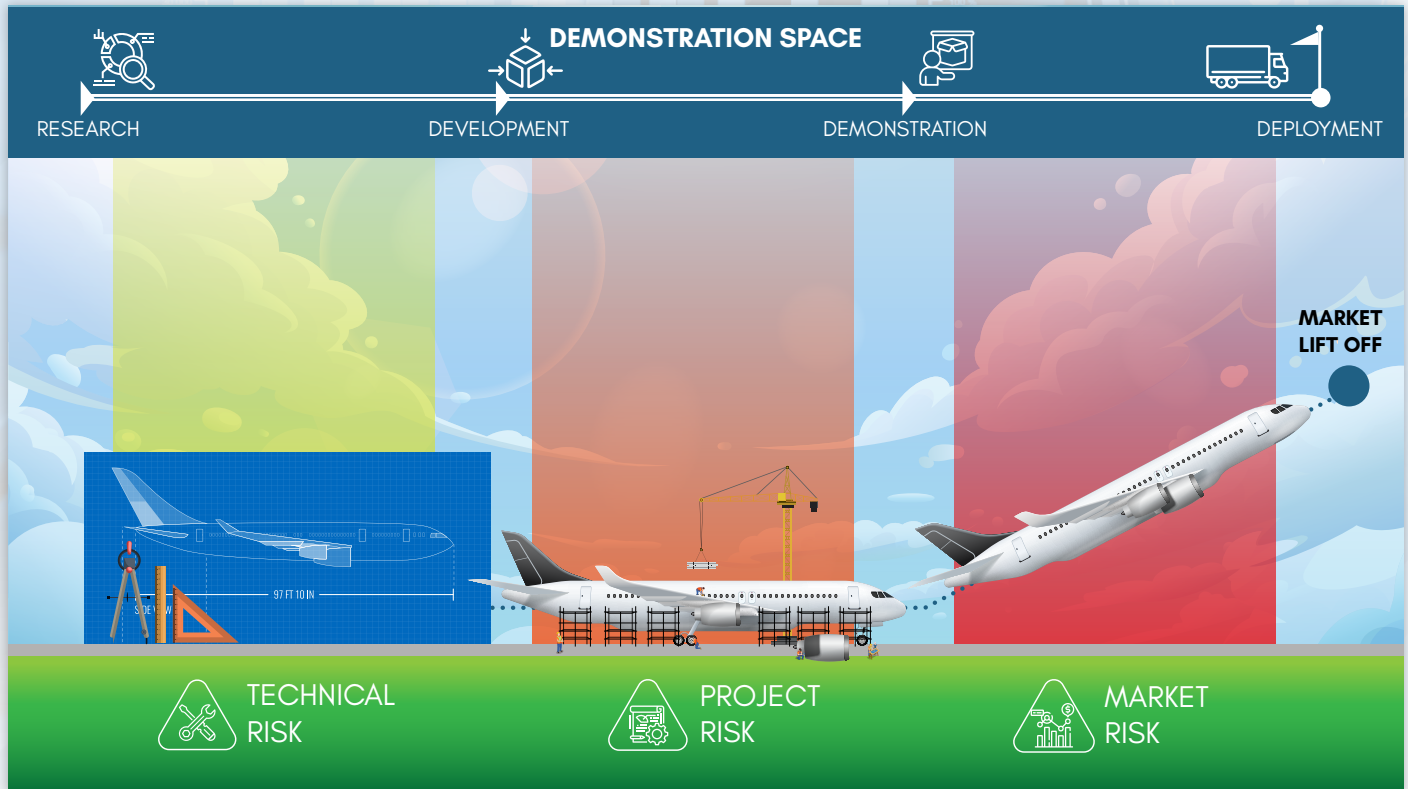 DEMONSTRATION SPACE
RESEARCH
DEVELOPMENT
DEMONSTRATION
DEPLOYMENT
MARKET
LIFT OFF
97 FT 10 IN
TECHNICAL
RISK
PROJECT
RISK
MARKET
RISK